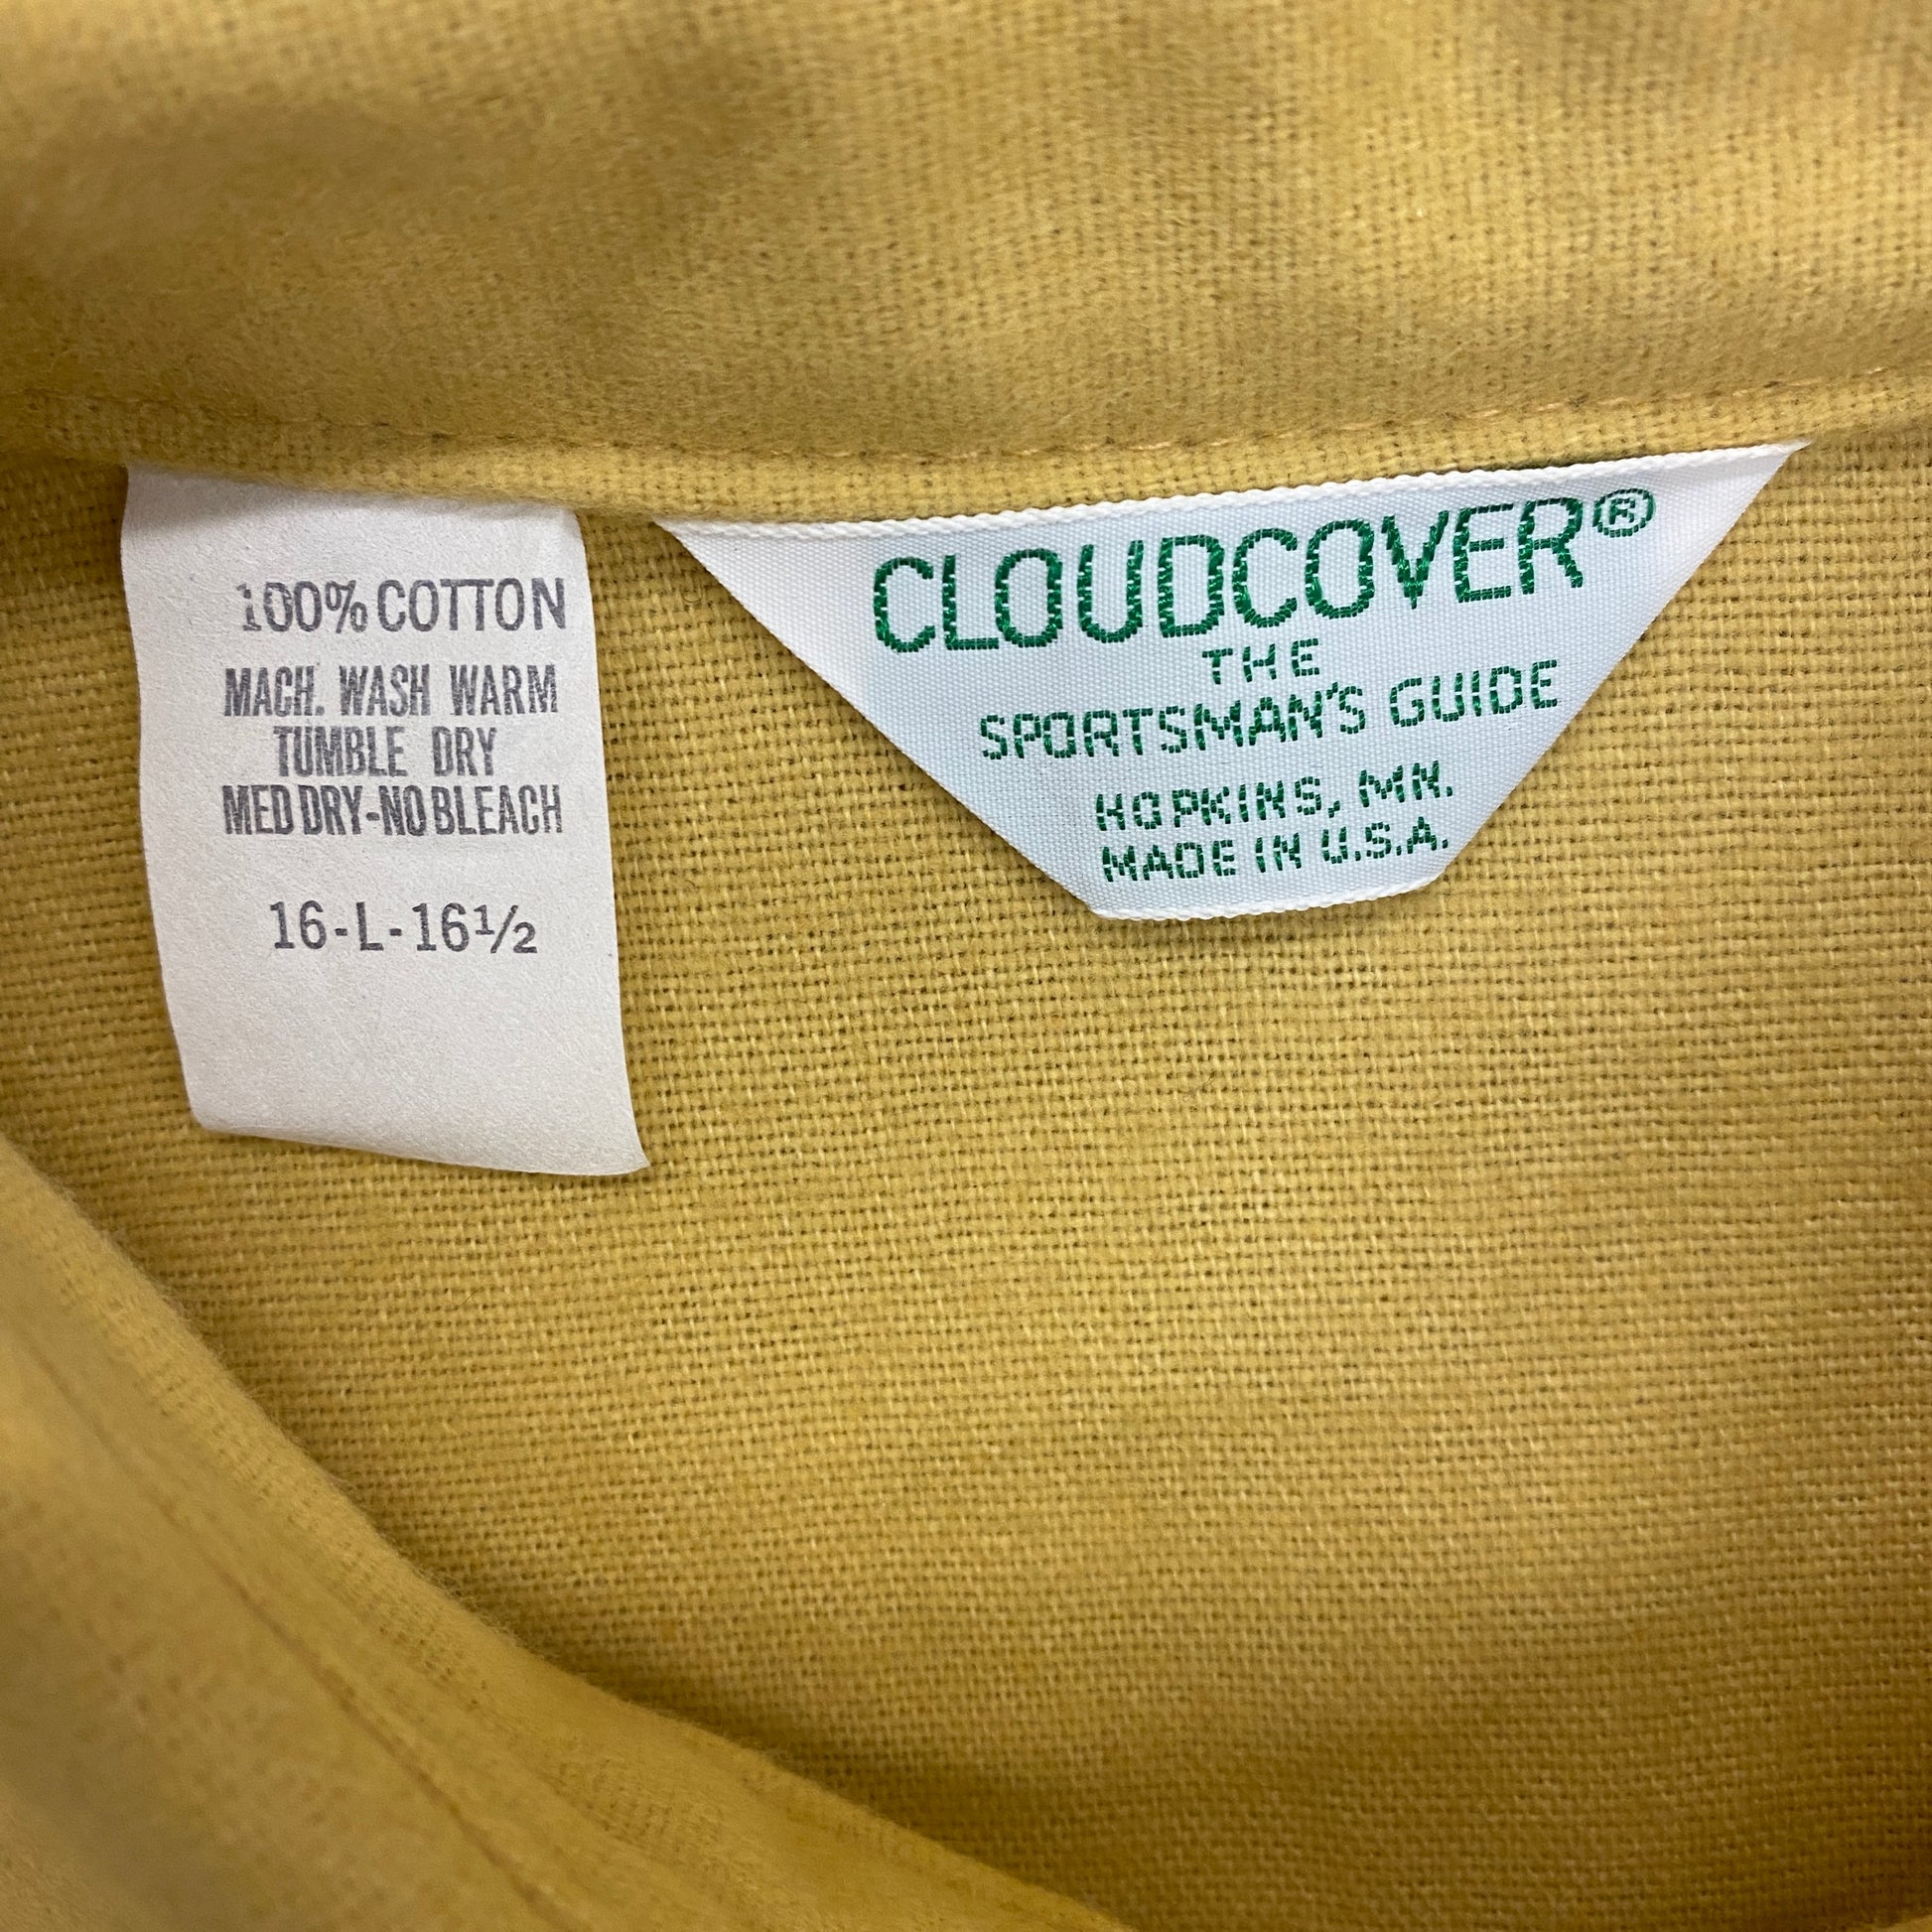 100% COTTON
MACH. WASH WARM
TUMBLE DRY
MED DRY-NO BLEACH
16-L-16½
CLOUDCOVER®
THE
SPORTSMAN'S GUIDE
HOPKINS, MN.
MADE IN U.S.A.